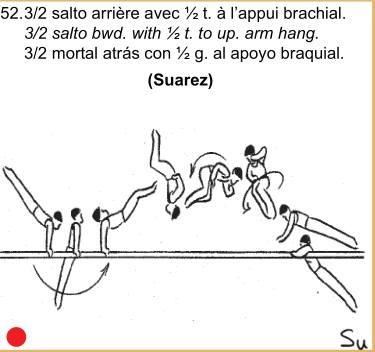 52.3/2 salto arrière avec ½ t. à l’appui brachial.
3/2 salto bwd. with ½ t. to up. arm hang.
3/2 mortal atrás con ½ g. al apoyo braquial.
(Suarez)
Su